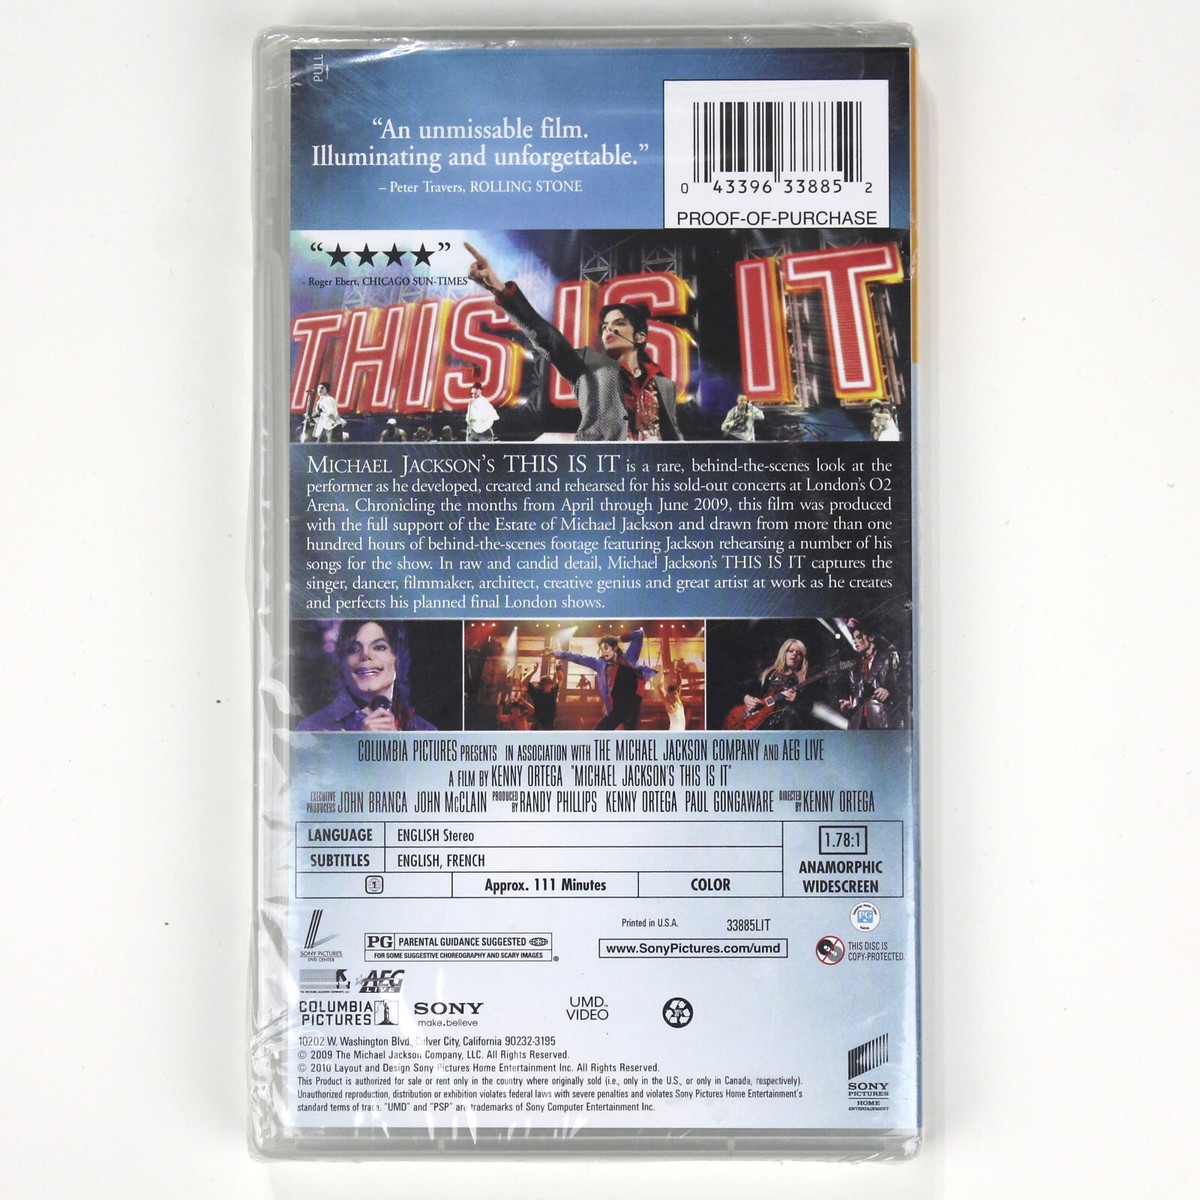 PULL
“An unmissable film.
Illuminating and unforgettable.”
– Peter Travers, ROLLING STONE
0 43396 33885 2
PROOF-OF-PURCHASE
“★★★★”
- Roger Ebert, CHICAGO SUN-TIMES
THIS IS IT
MICHAEL JACKSON'S THIS IS IT is a rare, behind-the-scenes look at the
performer as he developed, created and rehearsed for his sold-out concerts at London's O2
Arena. Chronicling the months from April through June 2009, this film was produced
with the full support of the Estate of Michael Jackson and drawn from more than one
hundred hours of behind-the-scenes footage featuring Jackson rehearsing a number of his
songs for the show. In raw and candid detail, Michael Jackson's THIS IS IT captures the
singer, dancer, filmmaker, architect, creative genius and great artist at work as he creates
and perfects his planned final London shows.
COLUMBIA PICTURES PRESENTS IN ASSOCIATION WITH THE MICHAEL JACKSON COMPANY AND AEG LIVE
A FILM BY KENNY ORTEGA "MICHAEL JACKSON'S THIS IS IT"
EXECUTIVE PRODUCERS JOHN BRANCA JOHN McCLAIN PRODUCED BY RANDY PHILLIPS KENNY ORTEGA PAUL GONGAWARE DIRECTED BY KENNY ORTEGA
LANGUAGE ENGLISH Stereo
SUBTITLES ENGLISH, FRENCH
1 Approx. 111 Minutes COLOR
1.78:1
ANAMORPHIC
WIDESCREEN
SONY PICTURES
DVD CENTER
PG PARENTAL GUIDANCE SUGGESTED
FOR SOME SUGGESTIVE CHOREOGRAPHY AND SCARY IMAGES ®
Printed in U.S.A. 33885LIT
www.SonyPictures.com/umd
PG
THIS DISC IS
COPY-PROTECTED.
AEG
LIVE
COLUMBIA
PICTURES
SONY
make.believe
UMD™
VIDEO
10202 W. Washington Blvd., Culver City, California 90232-3195
© 2009 The Michael Jackson Company, LLC. All Rights Reserved.
© 2010 Layout and Design Sony Pictures Home Entertainment Inc. All Rights Reserved.
This Product is authorized for sale or rent only in the country where originally sold (i.e., only in the U.S., or only in Canada, respectively).
Unauthorized reproduction, distribution or exhibition violates federal laws with severe penalties and violates Sony Pictures Home Entertainment's
standard terms of trade. "UMD" and "PSP" are trademarks of Sony Computer Entertainment Inc.
SONY
PICTURES
HOME
ENTERTAINMENT